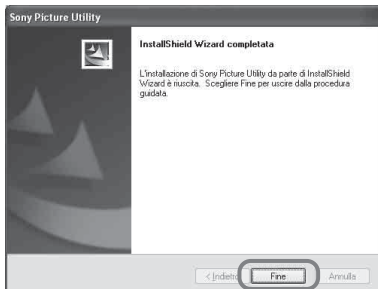 Sony Picture Utility
InstallShield Wizard completata
L'installazione di Sony Picture Utility da parte di InstallShield
Wizard è riuscita. Scegliere Fine per uscire dalla procedura
guidata.
< Indietro Fine Annulla